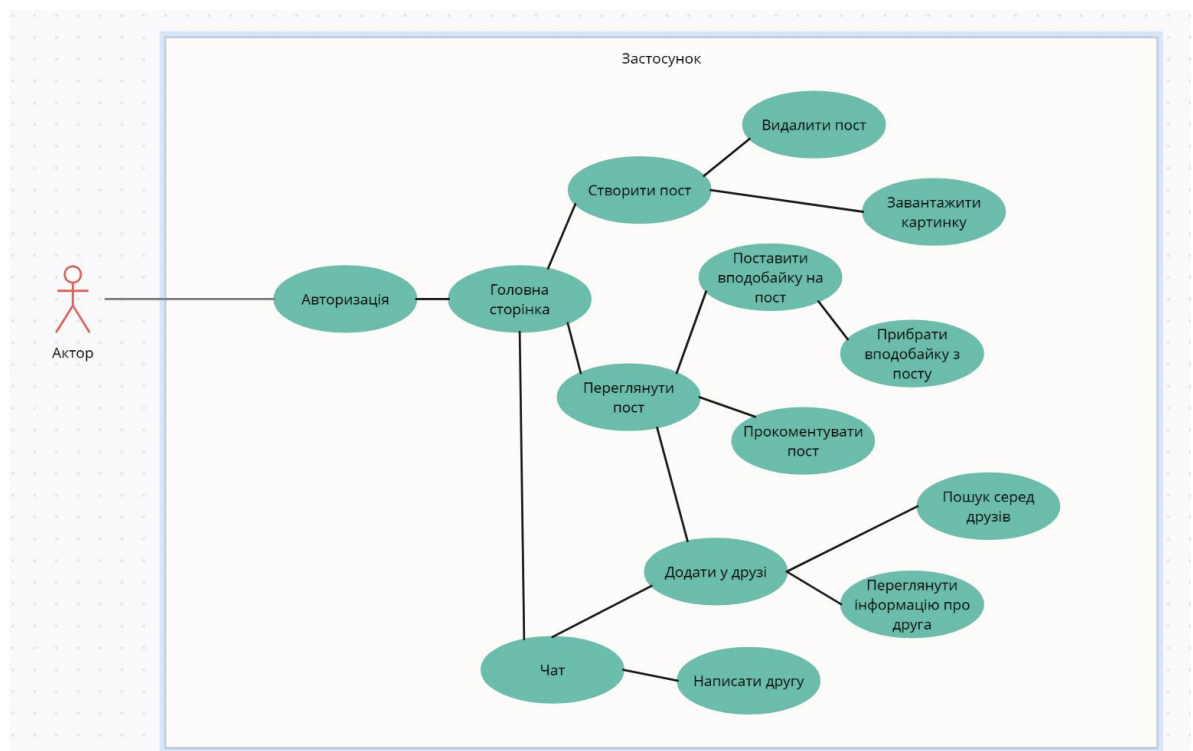 Застосунок
Видалити пост
Створити пост
Завантажити
картинку
Поставити
вподобайку на
пост
Авторизація
Головна
сторінка
Прибрати
вподобайку з
посту
Актор
Переглянути
пост
Прокоментувати
пост
Пошук серед
друзів
Додати у друзі
Переглянути
інформацію про
друга
Чат
Написати другу